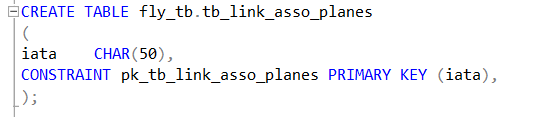 CREATE TABLE fly_tb.tb_link_asso_planes
(
iata    CHAR(50),
CONSTRAINT pk_tb_link_asso_planes PRIMARY KEY (iata),
);